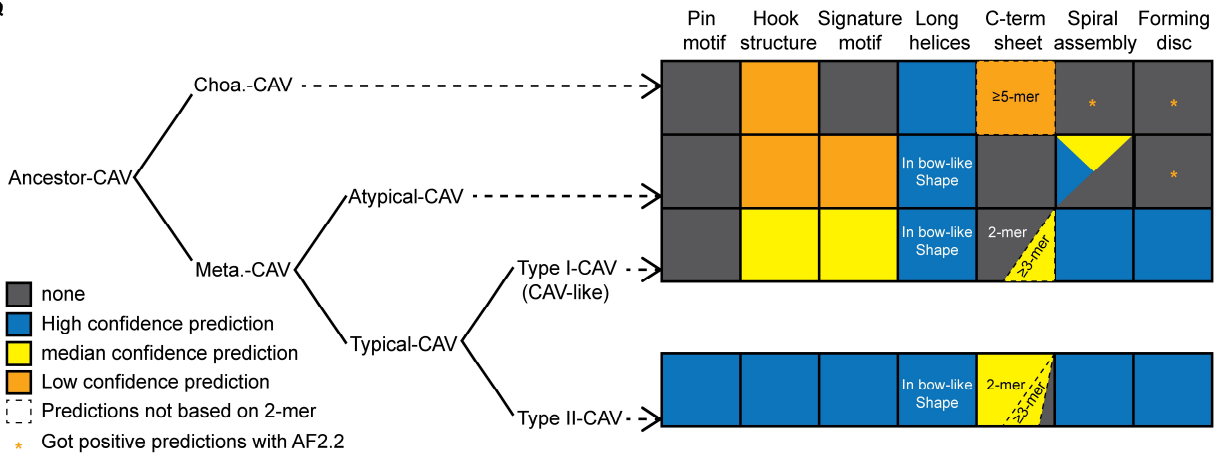 Pin motif
Hook structure
Signature motif
Long helices
C-term sheet
Spiral assembly
Forming disc
Choa.-CAV
≥5-mer
*
*
Ancestor-CAV
Atypical-CAV
In bow-like
Shape
*
Meta.-CAV
Type I-CAV
(CAV-like)
In bow-like
Shape
2-mer
≥3-mer
Typical-CAV
Type II-CAV
In bow-like
Shape
2-mer
≥3-mer
none
High confidence prediction
median confidence prediction
Low confidence prediction
Predictions not based on 2-mer
* Got positive predictions with AF2.2